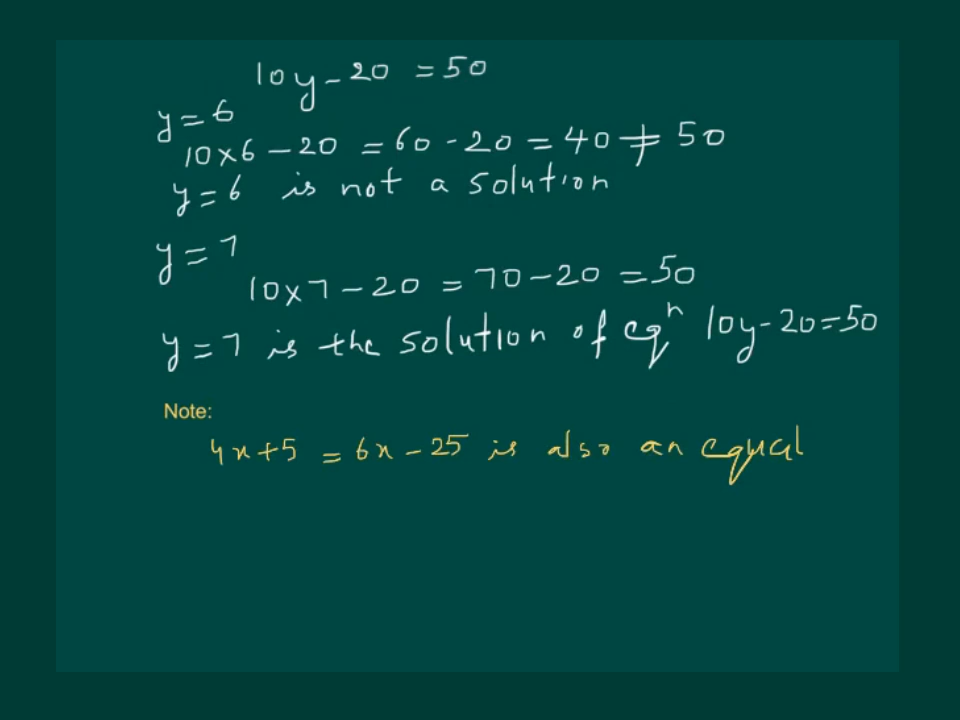 10y - 20 = 50
y = 6
10×6 - 20 = 60 - 20 = 40 ≠ 50
y = 6 is not a solution
y = 7
10×7 - 20 = 70 - 20 = 50
y = 7 is the solution of eqⁿ 10y - 20 = 50
Note:
4x + 5 = 6x - 25 is also an equal